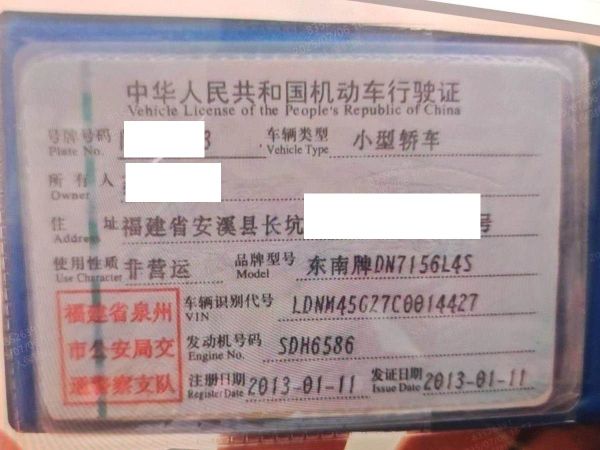 中华人民共和国机动车行驶证
Vehicle License of the People's Republic of China
号牌号码 3 车辆类型 小型轿车
Plate No. Vehicle Type
所有人
Owner
住 址 福建省安溪县长坑 号
Address
使用性质 非营运 品牌型号 东南牌DN7156L4S
Use Character Model
福建省泉州
市公安局交
通警察支队
车辆识别代号 LDNM45GZ7C0014427
VIN
发动机号码 SDH6586
Engine No.
注册日期 2013-01-11 发证日期 2013-01-11
Register Date Issue Date